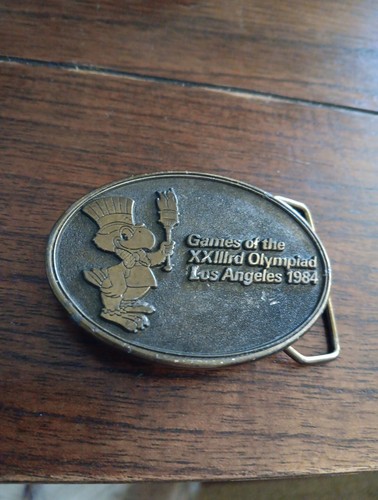 Games of the
XXIIIrd Olympiad
Los Angeles 1984